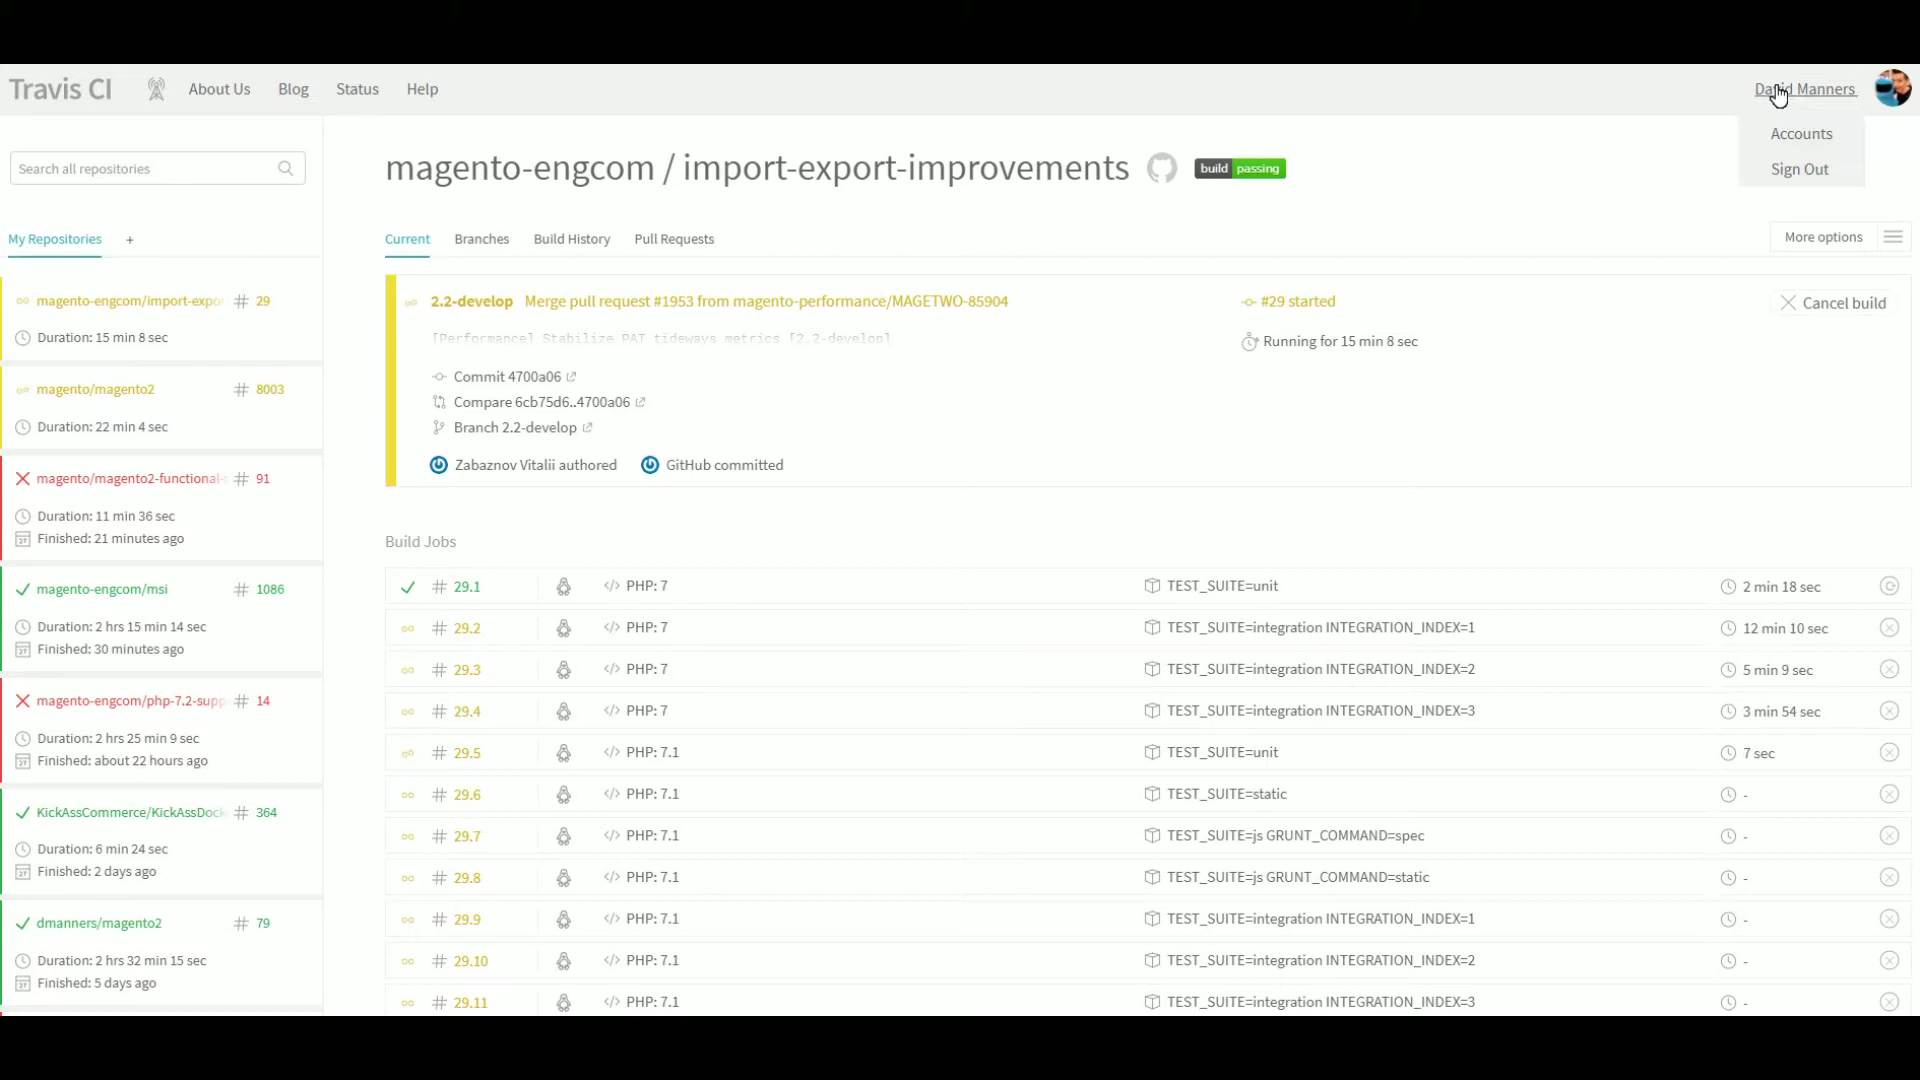 Travis CI About Us Blog Status Help David Manners
Accounts
Sign Out
Search all repositories
magento-engcom / import-export-improvements build passing
My Repositories +
Current Branches Build History Pull Requests More options
magento-engcom/import-expo # 29
Duration: 15 min 8 sec
magento/magento2 # 8003
Duration: 22 min 4 sec
magento/magento2-functional- # 91
Duration: 11 min 36 sec
Finished: 21 minutes ago
magento-engcom/msi # 1086
Duration: 2 hrs 15 min 14 sec
Finished: 30 minutes ago
magento-engcom/php-7.2-supp # 14
Duration: 2 hrs 25 min 9 sec
Finished: about 22 hours ago
KickAssCommerce/KickAssDock # 364
Duration: 6 min 24 sec
Finished: 2 days ago
dmanners/magento2 # 79
Duration: 2 hrs 32 min 15 sec
Finished: 5 days ago
2.2-develop Merge pull request #1953 from magento-performance/MAGETWO-85904
[Performance] Stabilize PAT tideways metrics [2.2-develop]
Commit 4700a06
Compare 6cb75d6..4700a06
Branch 2.2-develop
Zabaznov Vitalii authored GitHub committed
#29 started
Running for 15 min 8 sec
Cancel build
Build Jobs
# 29.1 PHP: 7 TEST_SUITE=unit 2 min 18 sec
# 29.2 PHP: 7 TEST_SUITE=integration INTEGRATION_INDEX=1 12 min 10 sec
# 29.3 PHP: 7 TEST_SUITE=integration INTEGRATION_INDEX=2 5 min 9 sec
# 29.4 PHP: 7 TEST_SUITE=integration INTEGRATION_INDEX=3 3 min 54 sec
# 29.5 PHP: 7.1 TEST_SUITE=unit 7 sec
# 29.6 PHP: 7.1 TEST_SUITE=static -
# 29.7 PHP: 7.1 TEST_SUITE=js GRUNT_COMMAND=spec -
# 29.8 PHP: 7.1 TEST_SUITE=js GRUNT_COMMAND=static -
# 29.9 PHP: 7.1 TEST_SUITE=integration INTEGRATION_INDEX=1 -
# 29.10 PHP: 7.1 TEST_SUITE=integration INTEGRATION_INDEX=2 -
# 29.11 PHP: 7.1 TEST_SUITE=integration INTEGRATION_INDEX=3 -